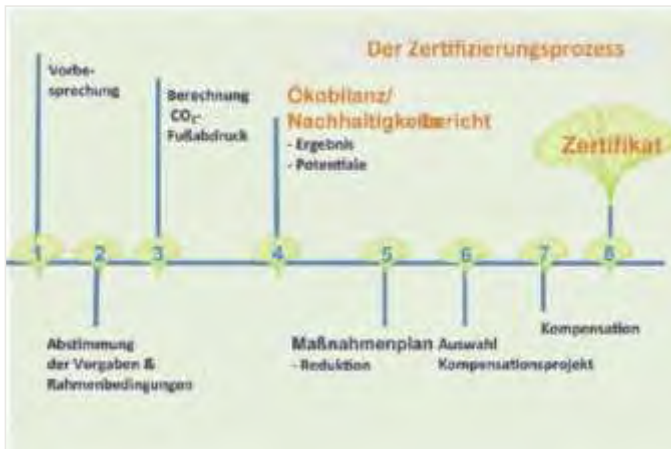 Der Zertifizierungsprozess
Vorbe-
sprechung
Berechnung
CO₂-
Fußabdruck
Ökobilanz/
Nachhaltigkeitsbericht
- Ergebnis
- Potentiale
Zertifikat
1
2
3
4
5
6
7
8
Abstimmung
der Vorgaben &
Rahmenbedingungen
Maßnahmenplan
- Reduktion
Auswahl
Kompensationsprojekt
Kompensation